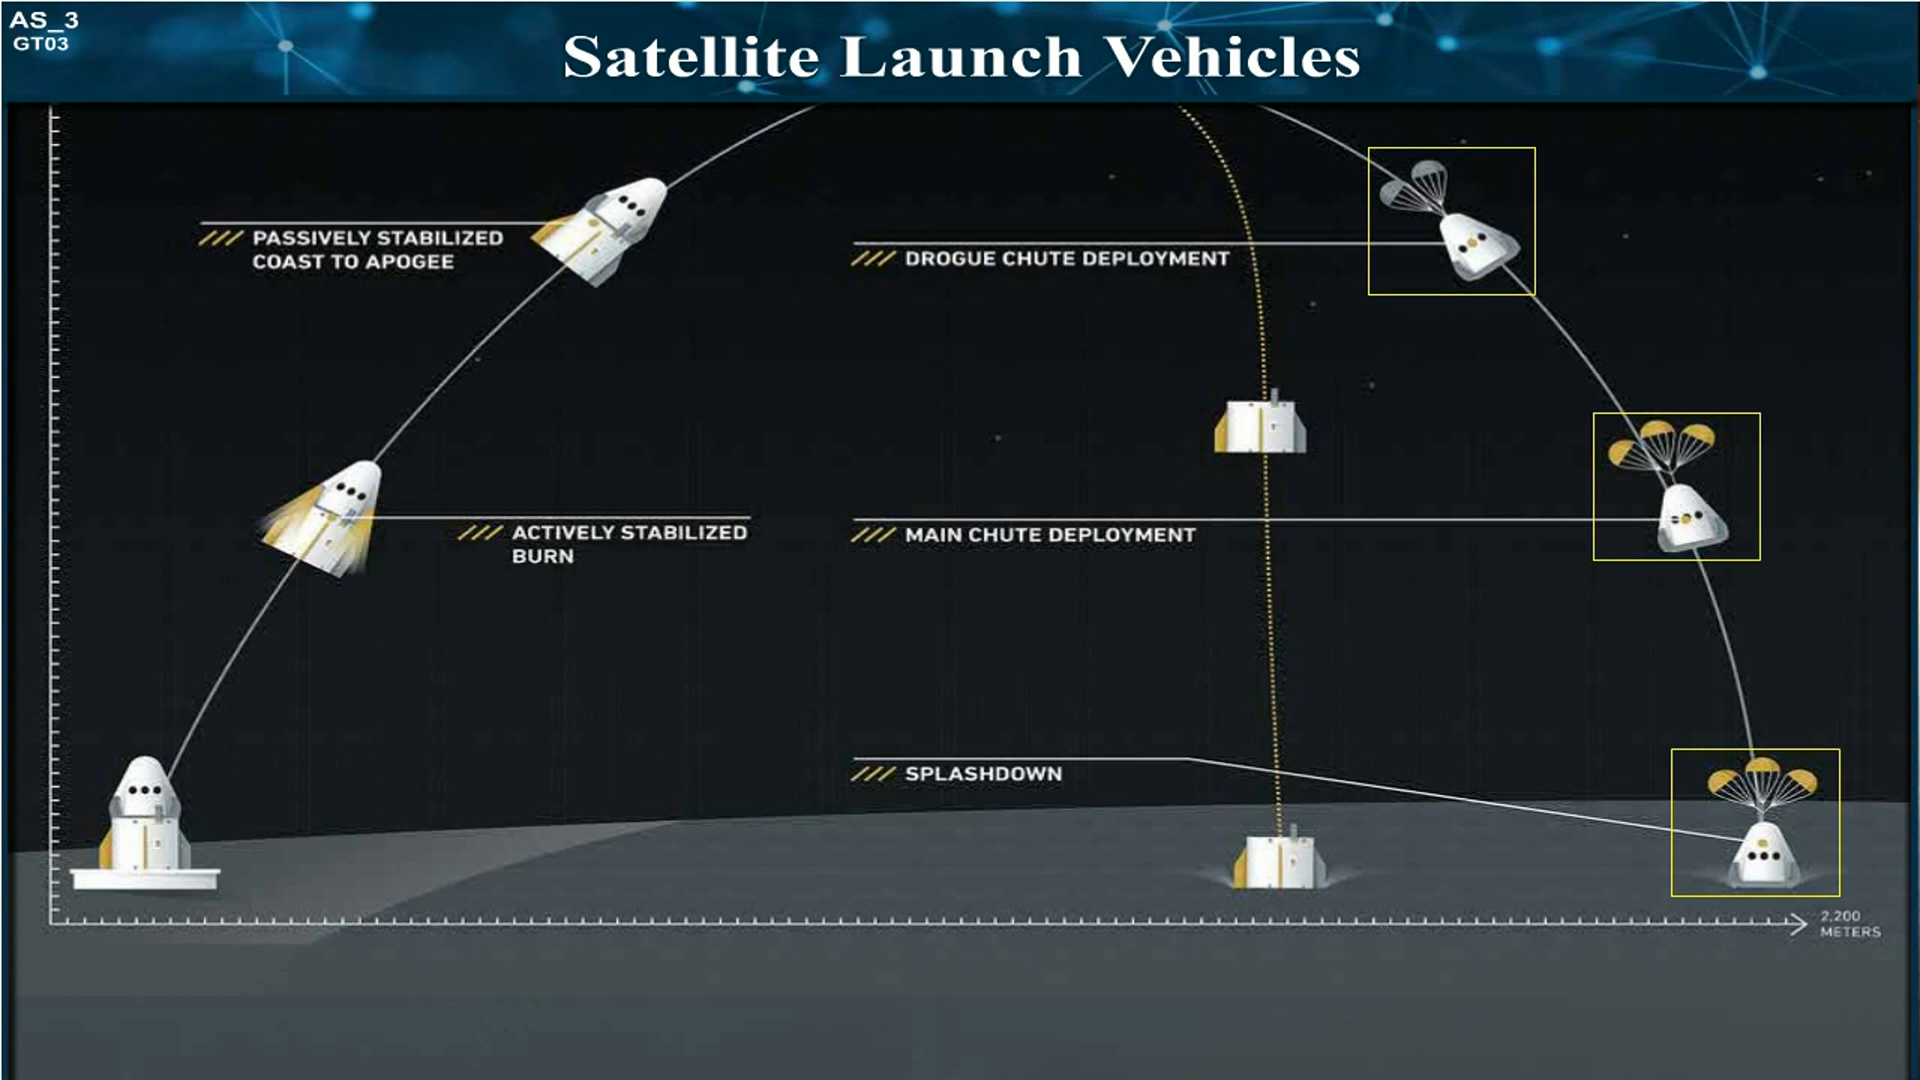 AS_3
GT03
Satellite Launch Vehicles
PASSIVELY STABILIZED
COAST TO APOGEE
DROGUE CHUTE DEPLOYMENT
ACTIVELY STABILIZED
BURN
MAIN CHUTE DEPLOYMENT
SPLASHDOWN
2,200
METERS